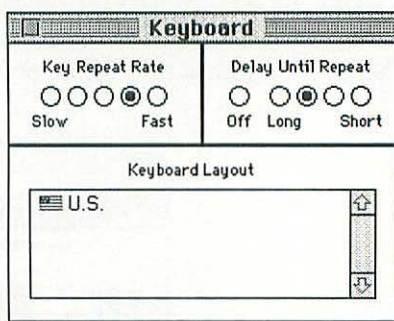 Keyboard
Key Repeat Rate
Slow Fast
Delay Until Repeat
Off Long Short
Keyboard Layout
U.S.